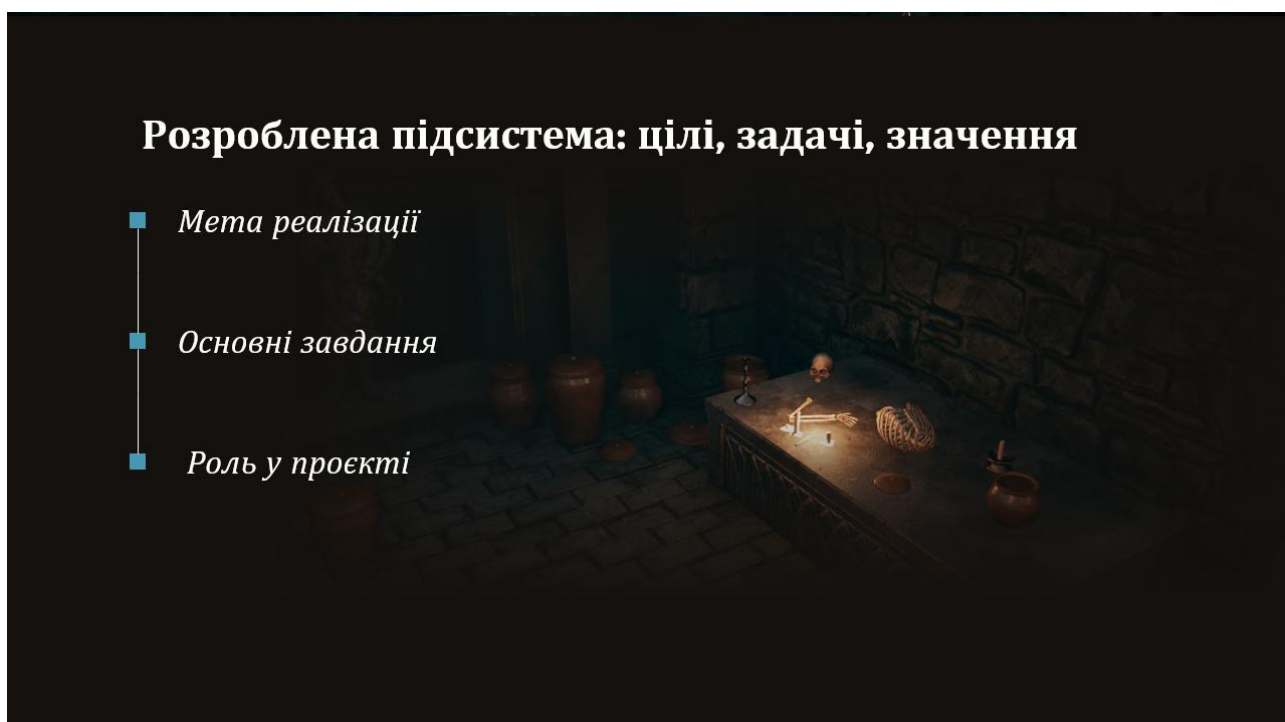 Розроблена підсистема: цілі, задачі, значення
Мета реалізації
Основні завдання
Роль у проєкті